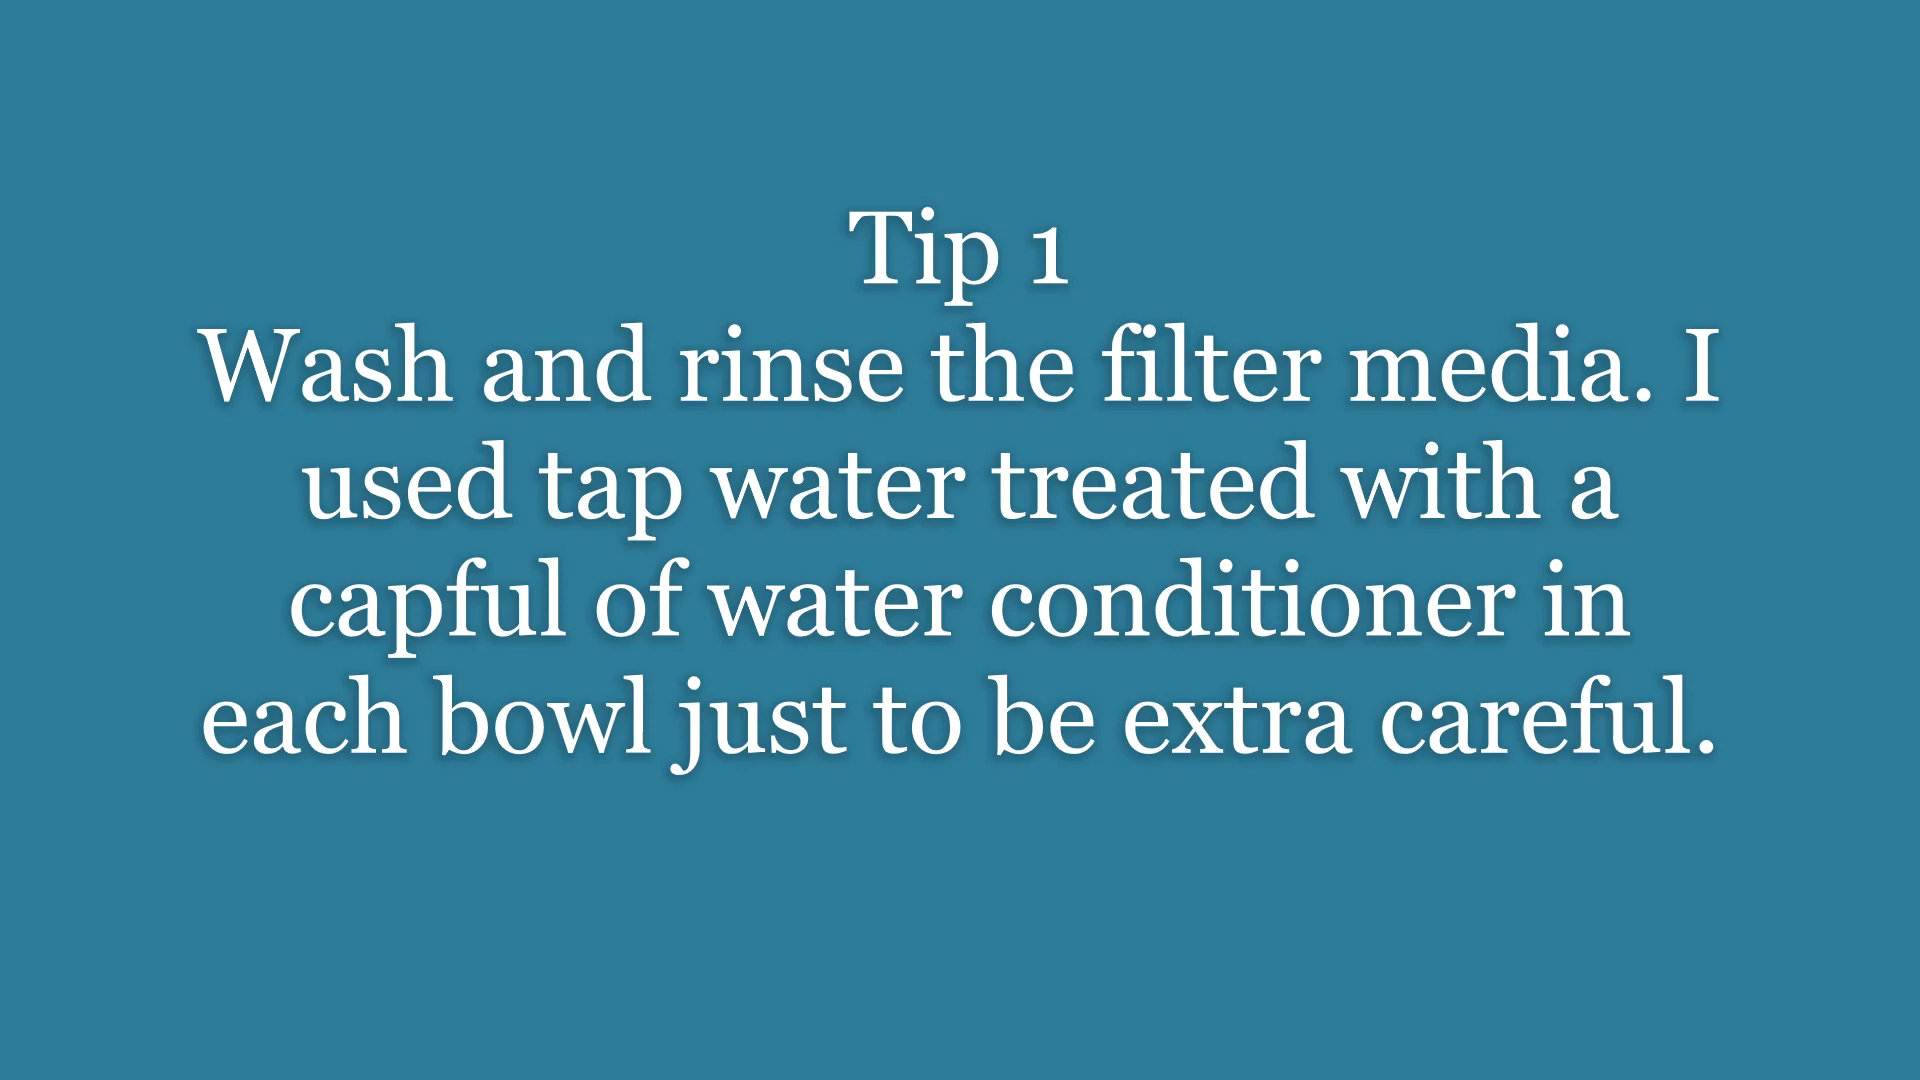 Tip 1
Wash and rinse the filter media. I
used tap water treated with a
capful of water conditioner in
each bowl just to be extra careful.